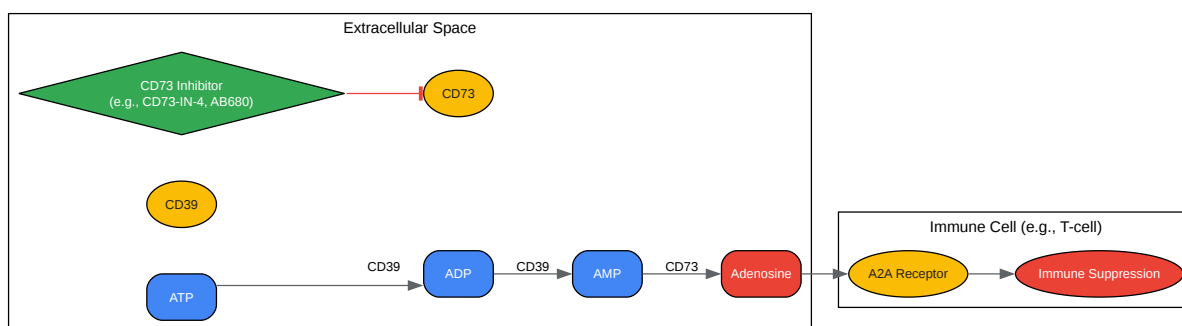 Extracellular Space
CD73 Inhibitor
(e.g., CD73-IN-4, AB680)
CD73
CD39
ATP
CD39
ADP
CD39
AMP
CD73
Adenosine
Immune Cell (e.g., T-cell)
A2A Receptor
Immune Suppression